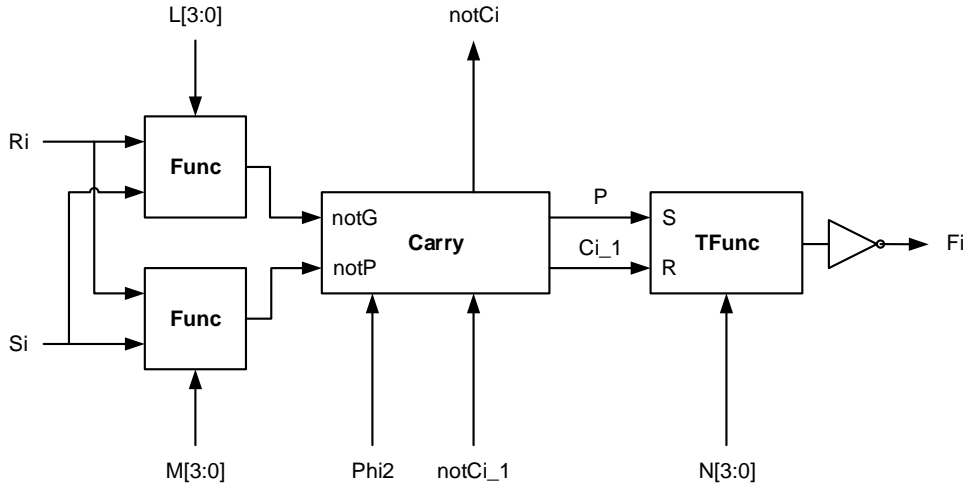 L[3:0]
notCi
Ri
Func
notG
Carry
notP
P
Ci_1
S
TFunc
R
Fi
Func
Si
M[3:0]
Phi2
notCi_1
N[3:0]